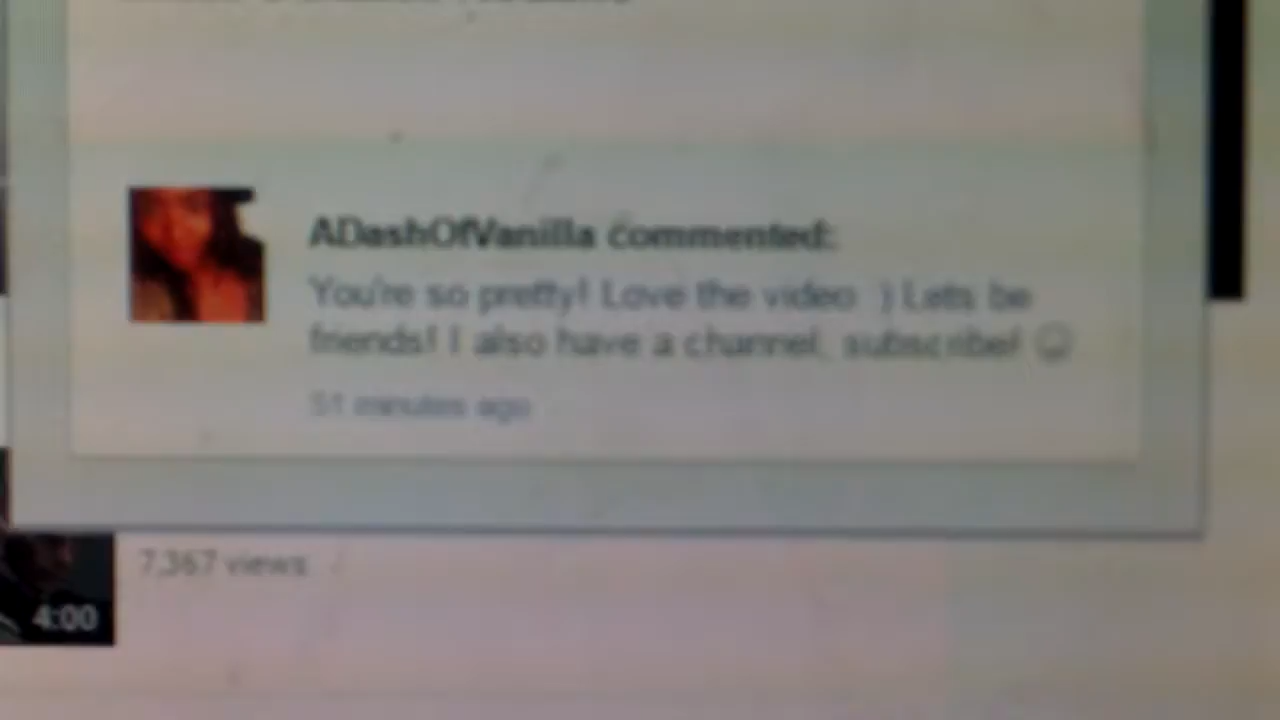 ADashOfVanilla commented:
You're so pretty! Love the video :) Lets be
friends! I also have a channel, subscribe! ☺
51 minutes ago
7,367 views
4:00